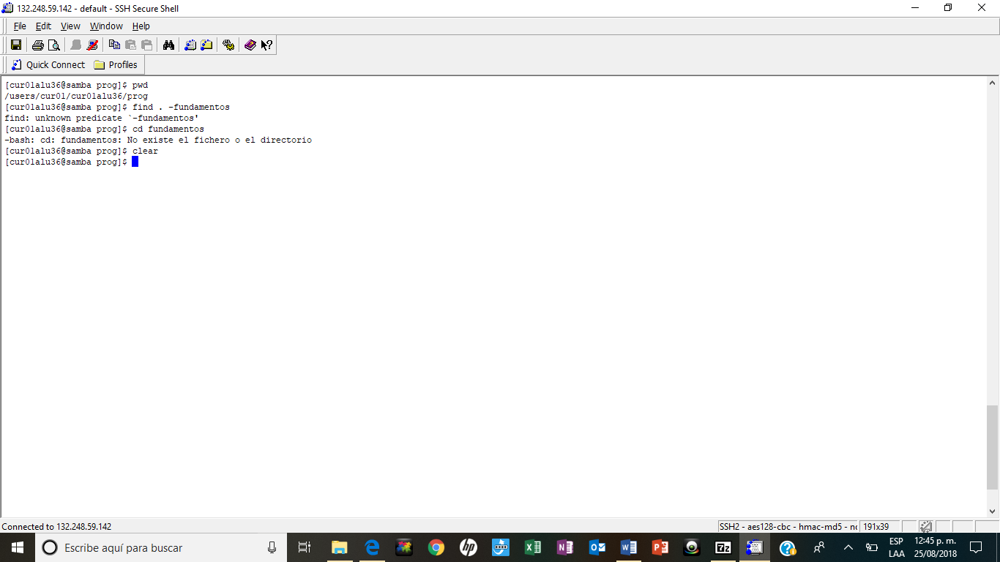 132.248.59.142 - default - SSH Secure Shell
File Edit View Window Help
Quick Connect Profiles
[cur01alu36@samba prog]$ pwd
/users/cur01/cur01alu36/prog
[cur01alu36@samba prog]$ find . -fundamentos
find: unknown predicate `-fundamentos'
[cur01alu36@samba prog]$ cd fundamentos
-bash: cd: fundamentos: No existe el fichero o el directorio
[cur01alu36@samba prog]$ clear
[cur01alu36@samba prog]$
Connected to 132.248.59.142
SSH2 - aes128-cbc - hmac-md5 - nc
191x39
Escribe aquí para buscar
ESP
LAA
12:45 p. m.
25/08/2018